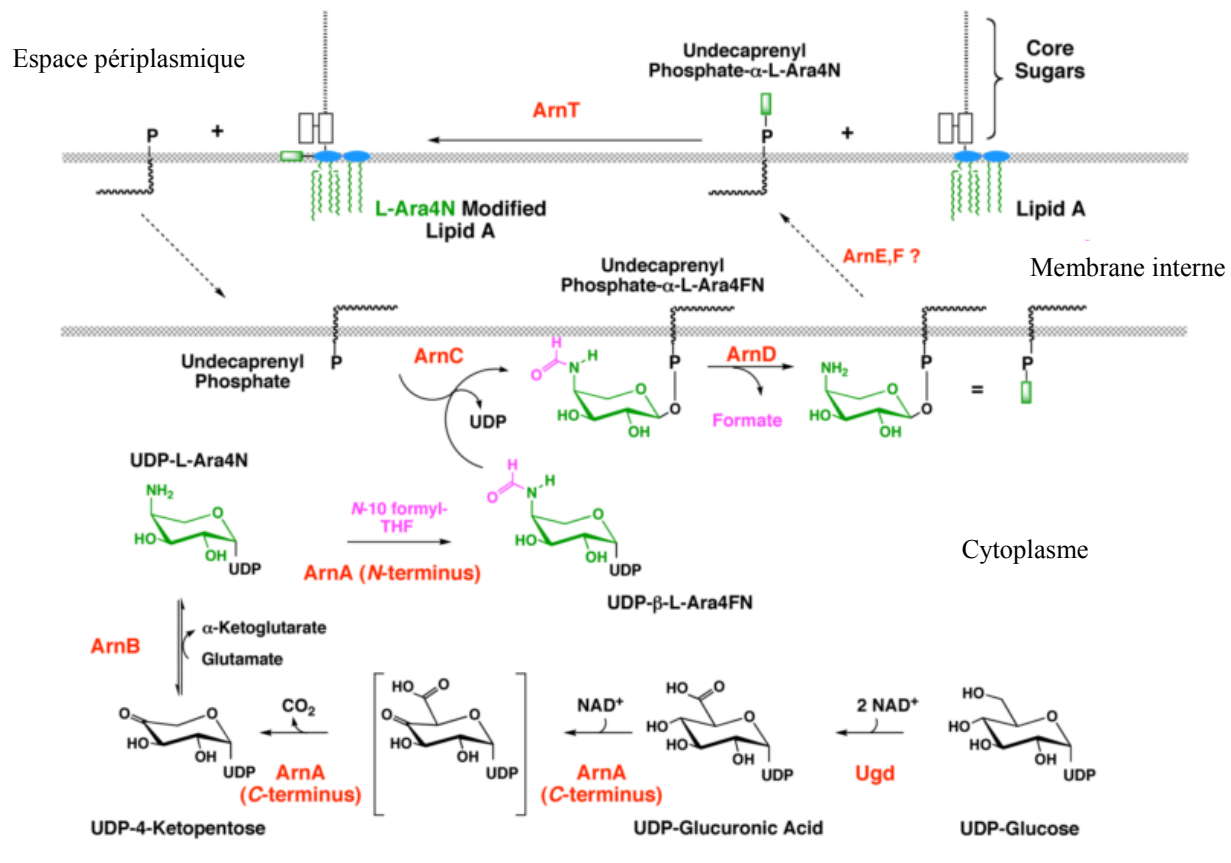 Espace périplasmique
Undecaprenyl
Phosphate-α-L-Ara4N
Core
Sugars
P
+
ArnT
P
+
L-Ara4N Modified
Lipid A
Lipid A
ArnE,F ?
Membrane interne
Undecaprenyl
Phosphate-α-L-Ara4FN
Undecaprenyl
Phosphate
P
ArnC
UDP
H
O
N
H
O
HO
OH
O
P
ArnD
Formate
NH2
O
HO
OH
O
P
=
P
UDP-L-Ara4N
NH2
O
HO
OH
UDP
N-10 formyl-
THF
ArnA (N-terminus)
H
O
N
H
O
HO
OH
UDP
UDP-β-L-Ara4FN
Cytoplasme
ArnB
α-Ketoglutarate
Glutamate
O
O
HO
OH
UDP
UDP-4-Ketopentose
CO2
ArnA
(C-terminus)
HO
O
O
O
HO
OH
UDP
NAD+
ArnA
(C-terminus)
HO
O
HO
O
HO
OH
UDP
UDP-Glucuronic Acid
2 NAD+
Ugd
HO
HO
O
HO
OH
UDP
UDP-Glucose